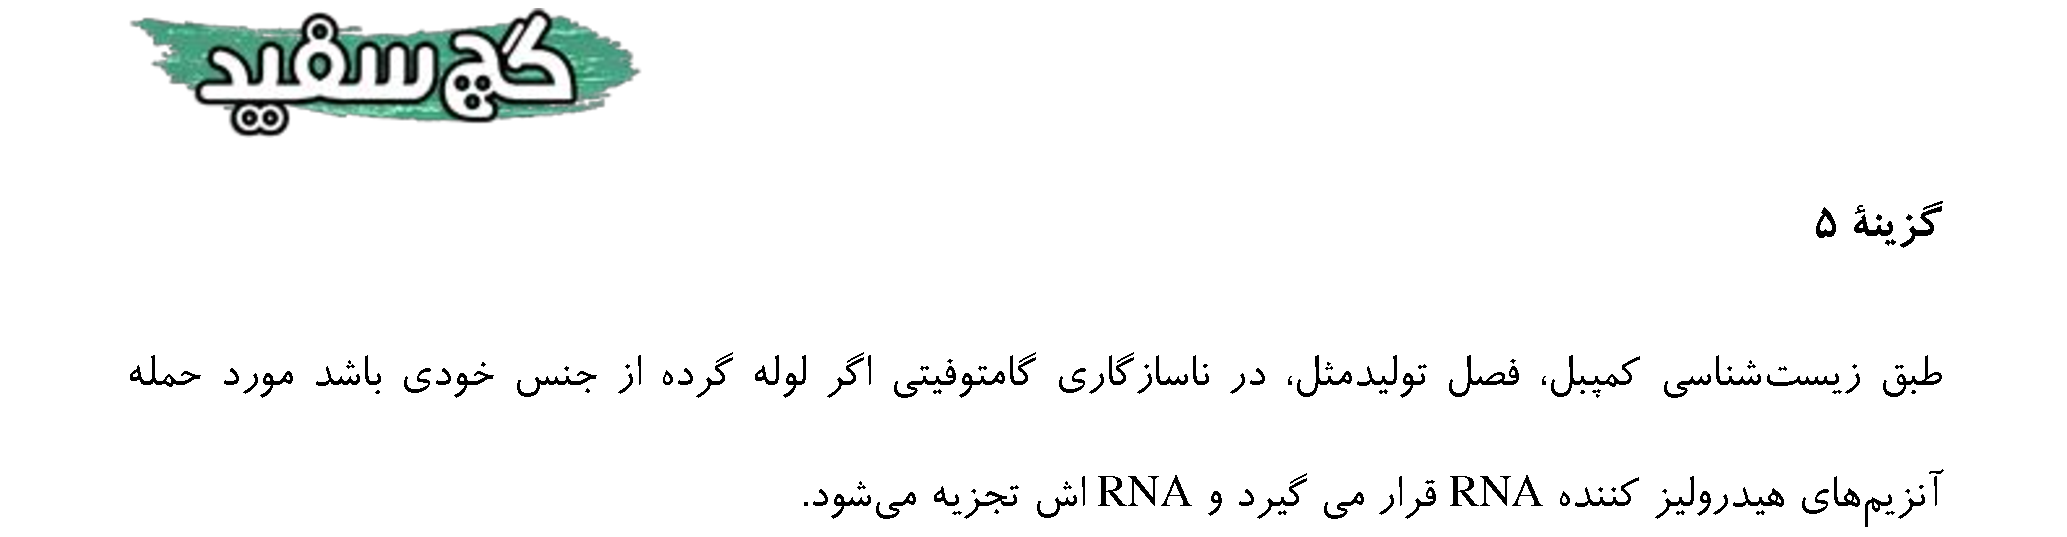 گچ سفید
گزینهٔ ۵
طبق زیست‌شناسی کمپبل، فصل تولیدمثل، در ناسازگاری گامتوفیتی اگر لوله گرده از جنس خودی باشد مورد حمله
آنزیم‌های هیدرولیز کننده RNA قرار می گیرد و RNA اش تجزیه می‌شود.